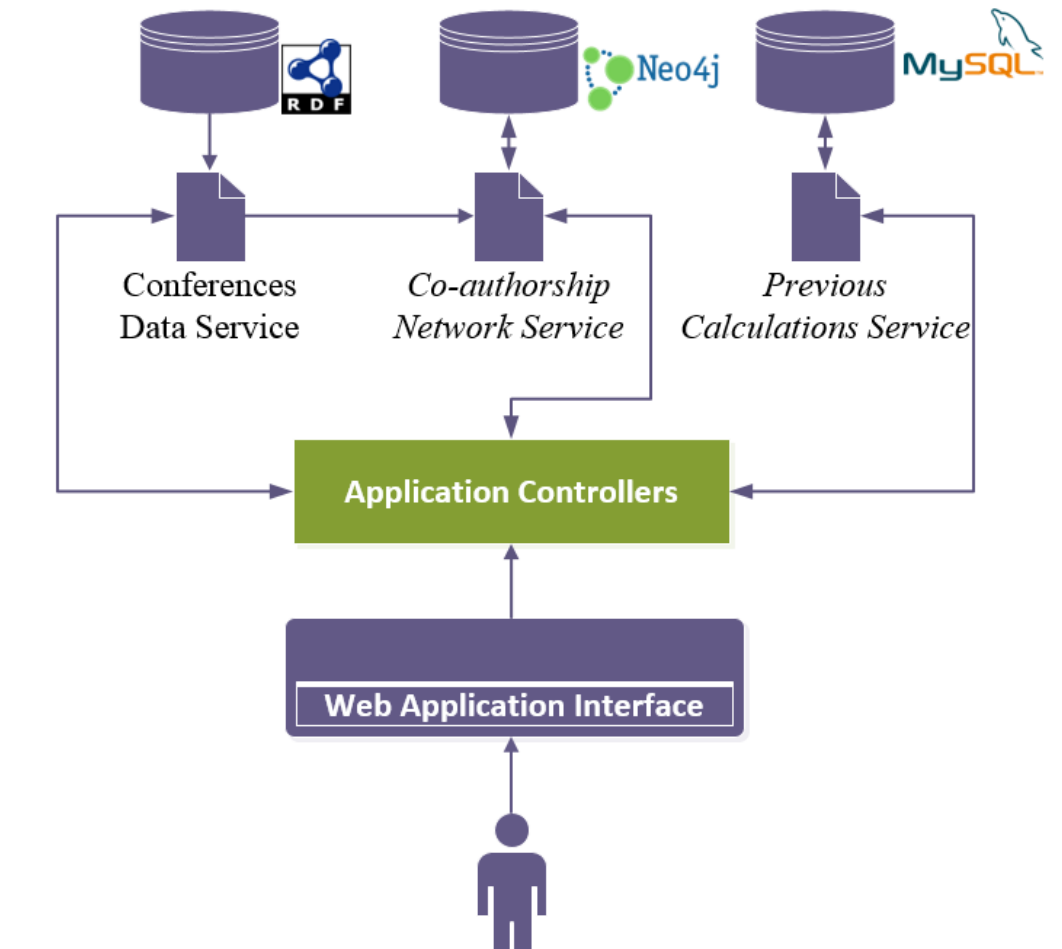 RDF
Neo4j
MySQL
Conferences
Data Service
Co-authorship
Network Service
Previous
Calculations Service
Application Controllers
Web Application Interface